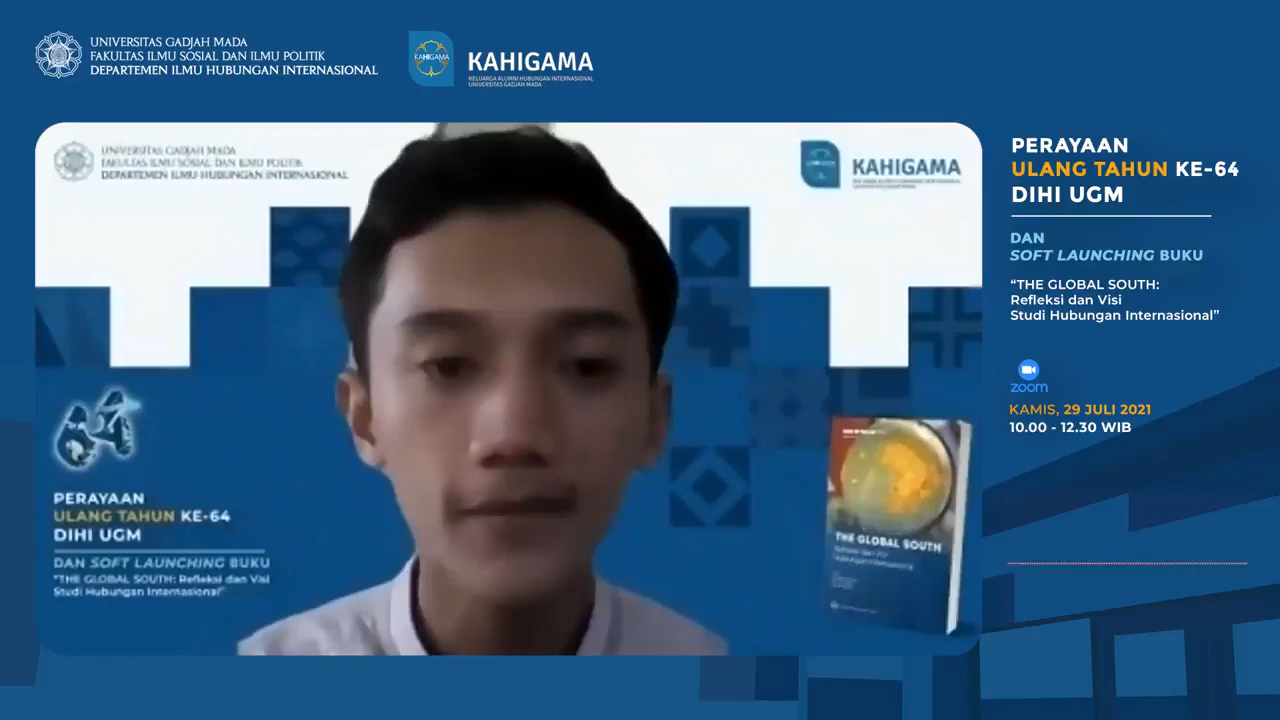 UNIVERSITAS GADJAH MADA
FAKULTAS ILMU SOSIAL DAN ILMU POLITIK
DEPARTEMEN ILMU HUBUNGAN INTERNASIONAL
KAHIGAMA
KAHIGAMA
KELUARGA ALUMNI HUBUNGAN INTERNASIONAL
UNIVERSITAS GADJAH MADA
UNIVERSITAS GADJAH MADA
FAKULTAS ILMU SOSIAL DAN ILMU POLITIK
DEPARTEMEN ILMU HUBUNGAN INTERNASIONAL
KAHIGAMA
64
PERAYAAN
ULANG TAHUN KE-64
DIHI UGM
DAN SOFT LAUNCHING BUKU
"THE GLOBAL SOUTH: Refleksi dan Visi
Studi Hubungan Internasional"
THE GLOBAL SOUTH
PERAYAAN
ULANG TAHUN KE-64
DIHI UGM
DAN
SOFT LAUNCHING BUKU
“THE GLOBAL SOUTH:
Refleksi dan Visi
Studi Hubungan Internasional”
zoom
KAMIS, 29 JULI 2021
10.00 - 12.30 WIB